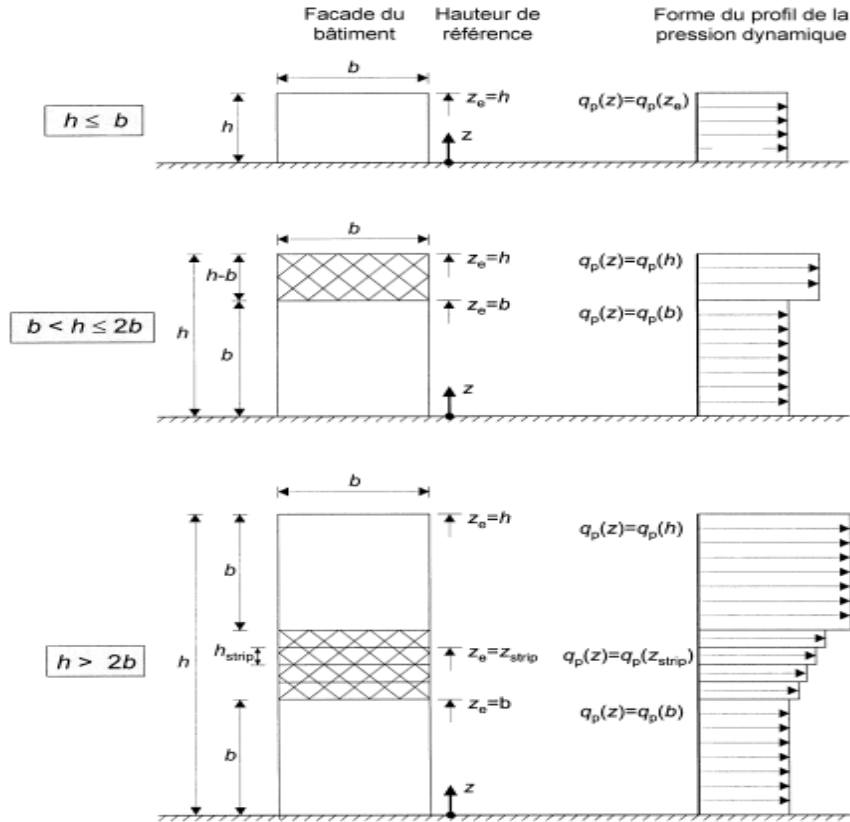 Facade du bâtiment
Hauteur de référence
Forme du profil de la pression dynamique
b
h ≤ b
h
z_e=h
z
q_p(z)=q_p(z_e)
b
h-b
z_e=h
q_p(z)=q_p(h)
b < h ≤ 2b
h
b
z_e=b
q_p(z)=q_p(b)
z
b
z_e=h
q_p(z)=q_p(h)
b
h > 2b
h
h_strip
z_e=z_strip
q_p(z)=q_p(z_strip)
z_e=b
q_p(z)=q_p(b)
b
z